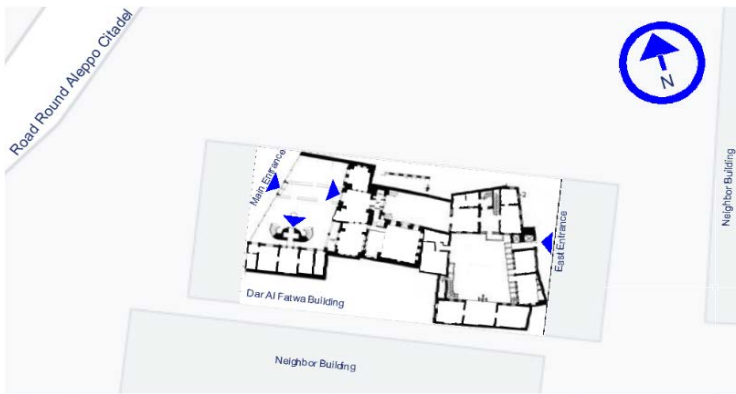 Road Round Aleppo Citadel
N
Main Entrance
East Entrance
Neighbor Building
Dar Al Fatwa Building
Neighbor Building